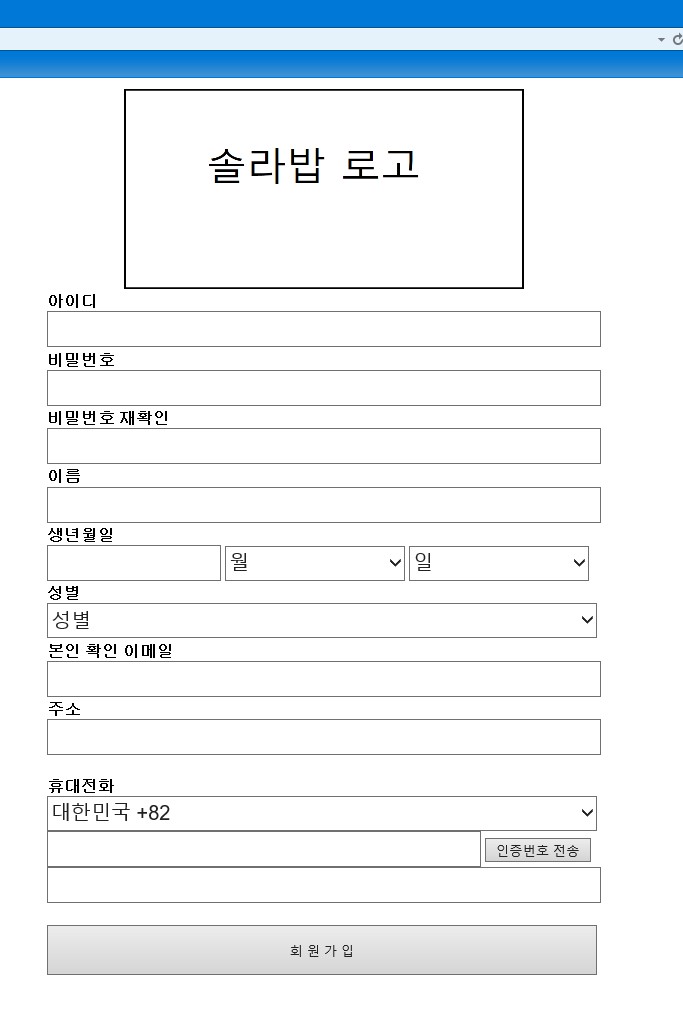 솔라밥 로고
아이디
비밀번호
비밀번호 재확인
이름
생년월일
월 일
성별
성별
본인 확인 이메일
주소
휴대전화
대한민국 +82
인증번호 전송
회 원 가 입